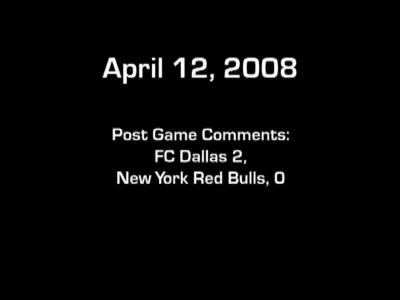 April 12, 2008
Post Game Comments:
FC Dallas 2,
New York Red Bulls, 0